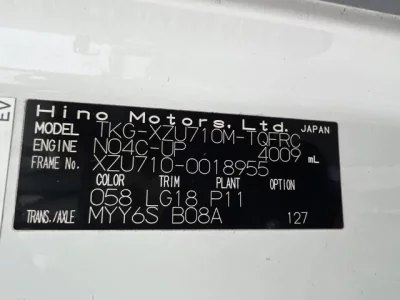 EV
Hino Motors, Ltd. JAPAN
MODEL TKG-XZU710M-TQFRC
ENGINE N04C-UP 4009 mL
FRAME No. XZU710-0018955
COLOR TRIM PLANT OPTION
058 LG18 P11
TRANS./AXLE MYY6S B08A 127